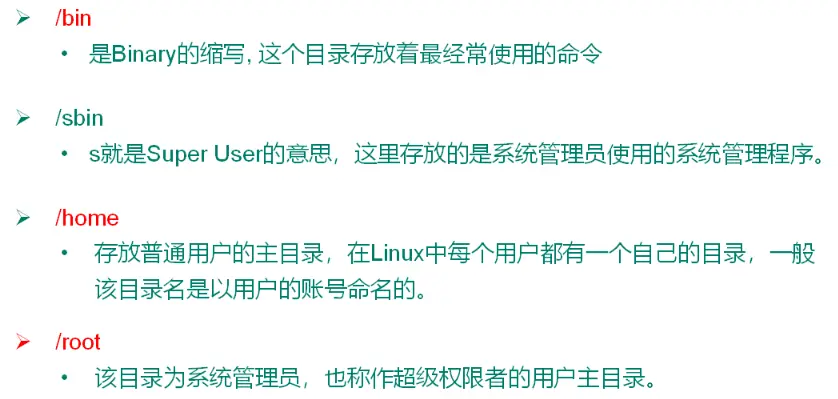 ➢ /bin
• 是Binary的缩写, 这个目录存放着最经常使用的命令
➢ /sbin
• s就是Super User的意思，这里存放的是系统管理员使用的系统管理程序。
➢ /home
• 存放普通用户的主目录，在Linux中每个用户都有一个自己的目录，一般
该目录名是以用户的账号命名的。
➢ /root
• 该目录为系统管理员，也称作超级权限者的用户主目录。